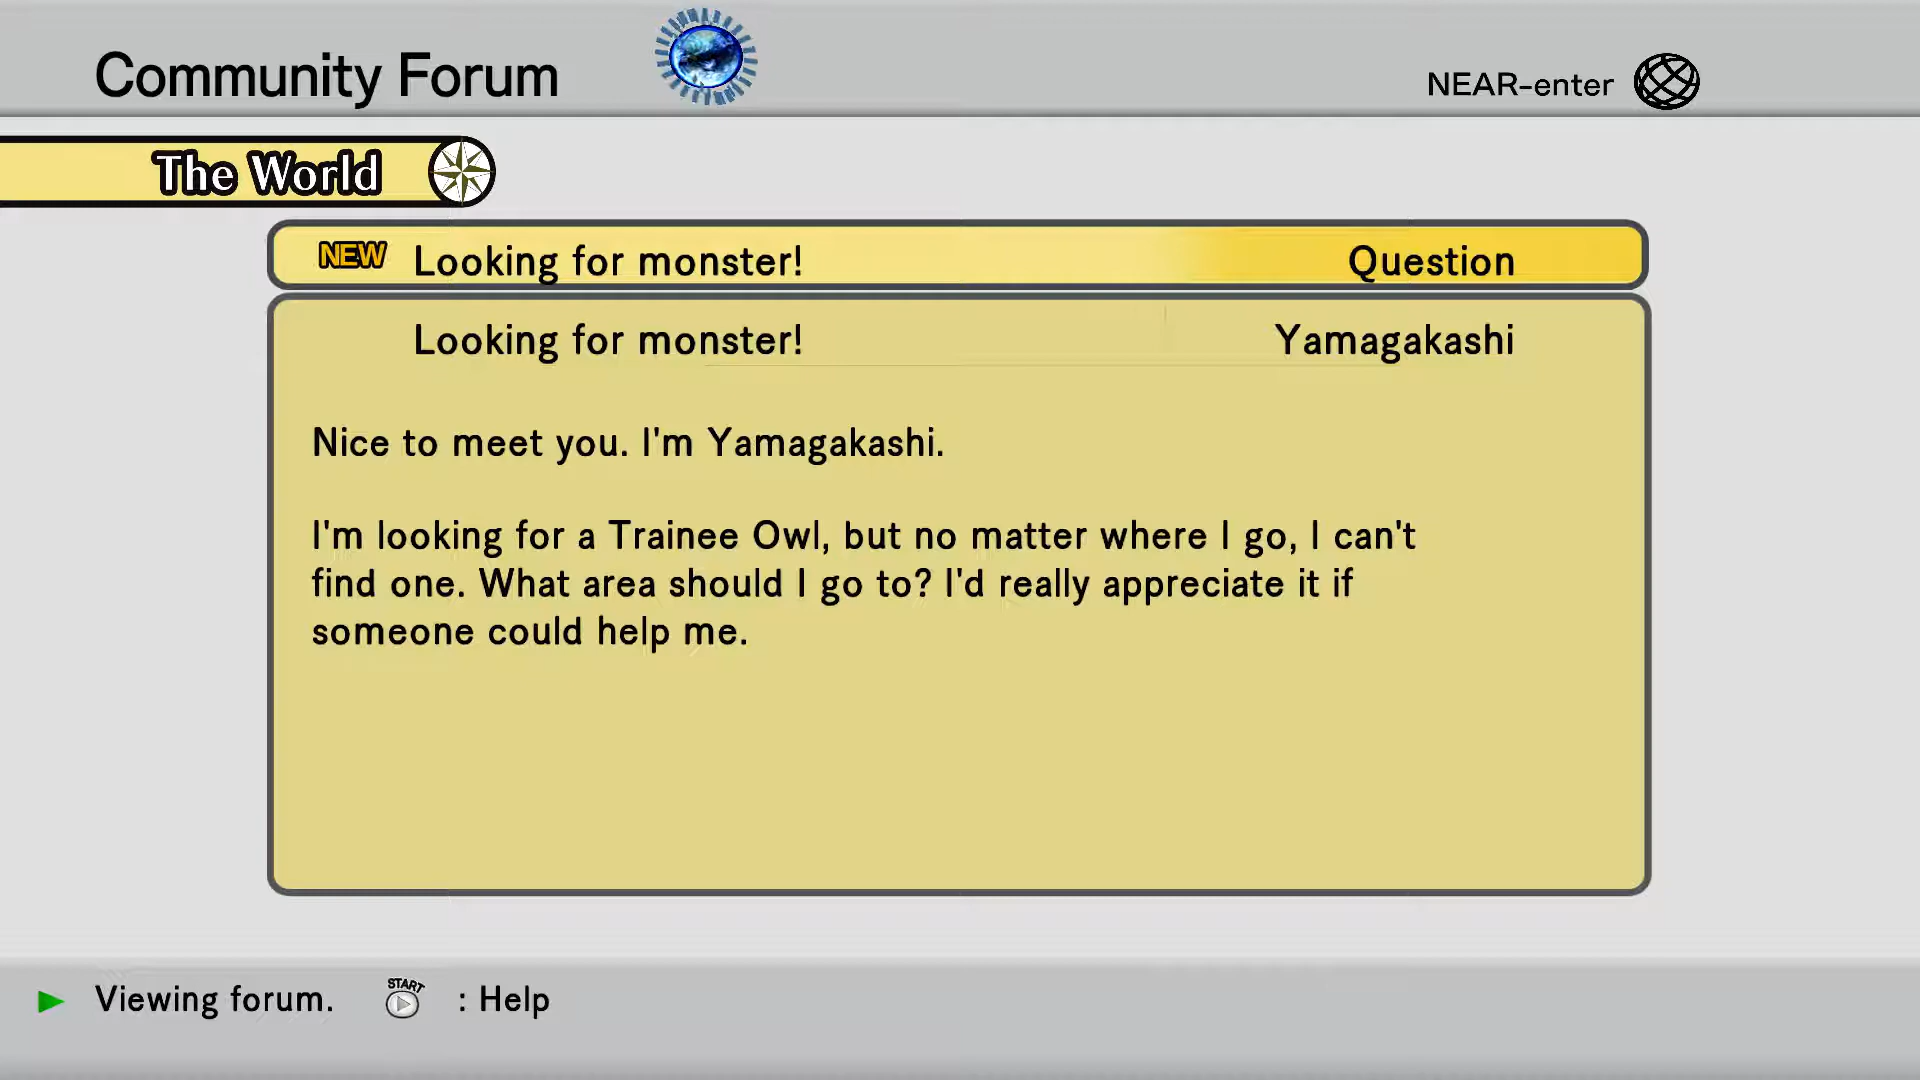 Community Forum
NEAR-enter
The World
NEW Looking for monster! Question
Looking for monster! Yamagakashi
Nice to meet you. I'm Yamagakashi.
I'm looking for a Trainee Owl, but no matter where I go, I can't
find one. What area should I go to? I'd really appreciate it if
someone could help me.
Viewing forum. START : Help